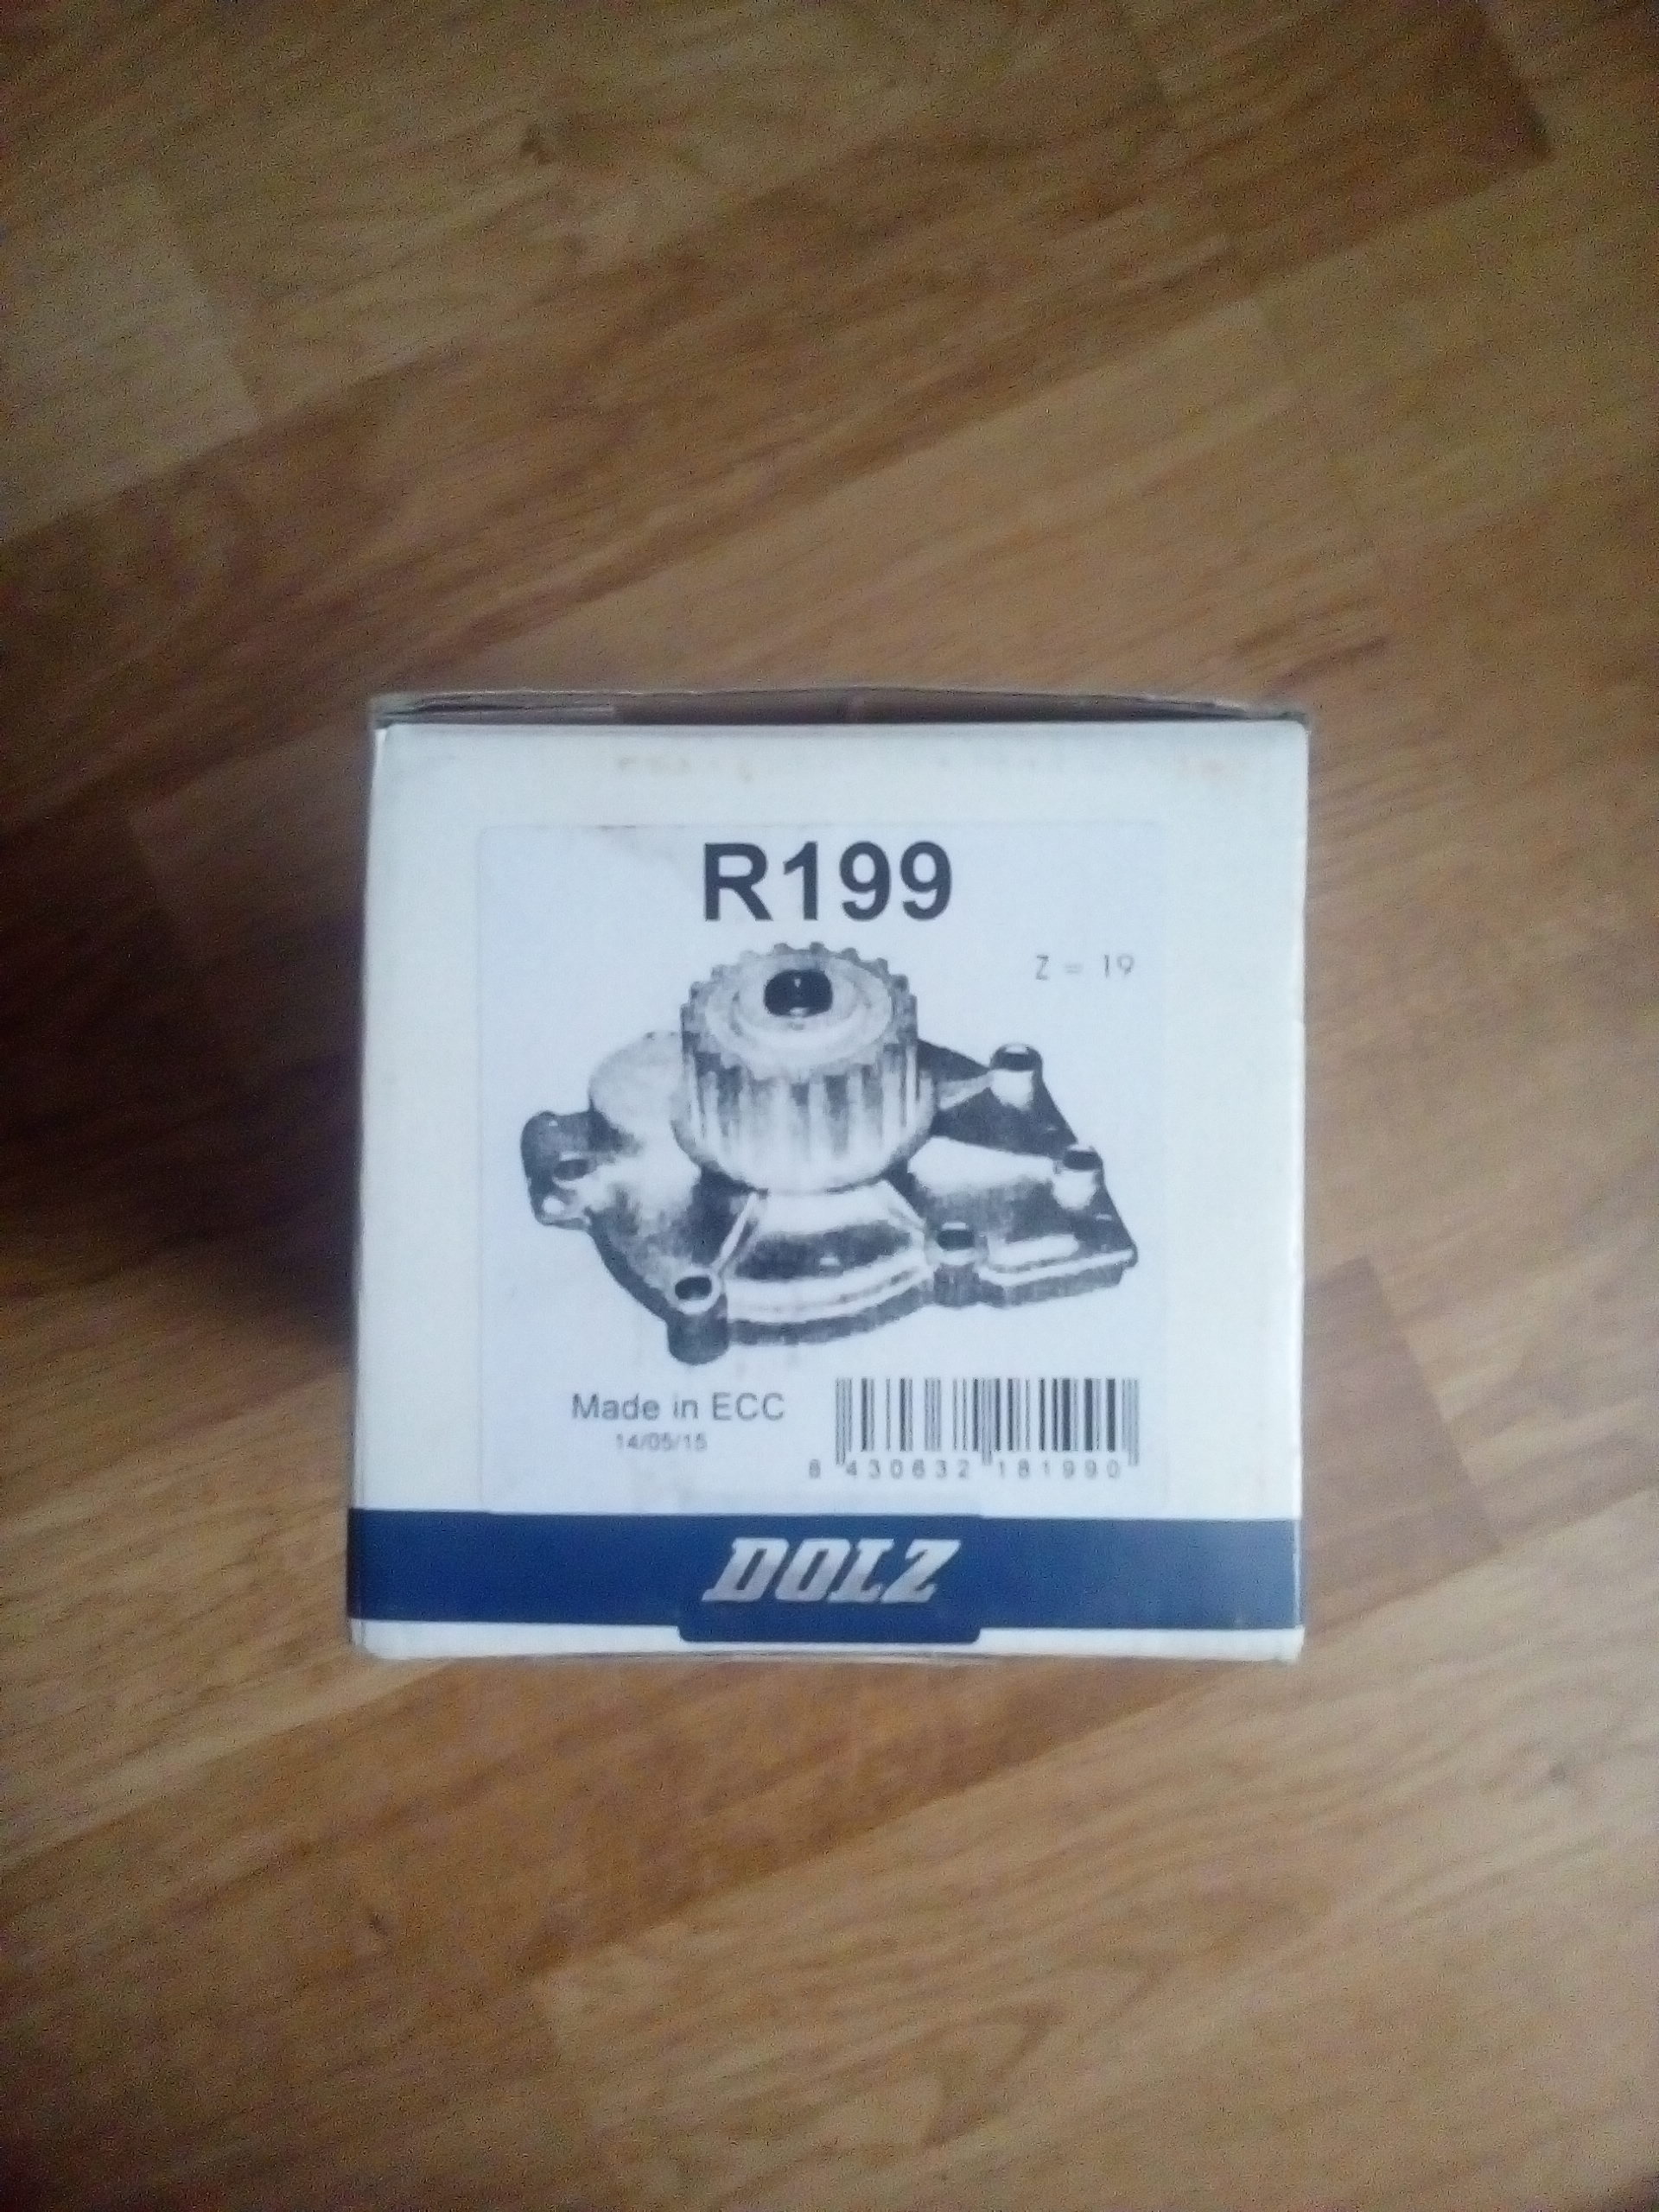 R199
Z = 19
Made in ECC
14/05/15
8 430632 181990
DOLZ